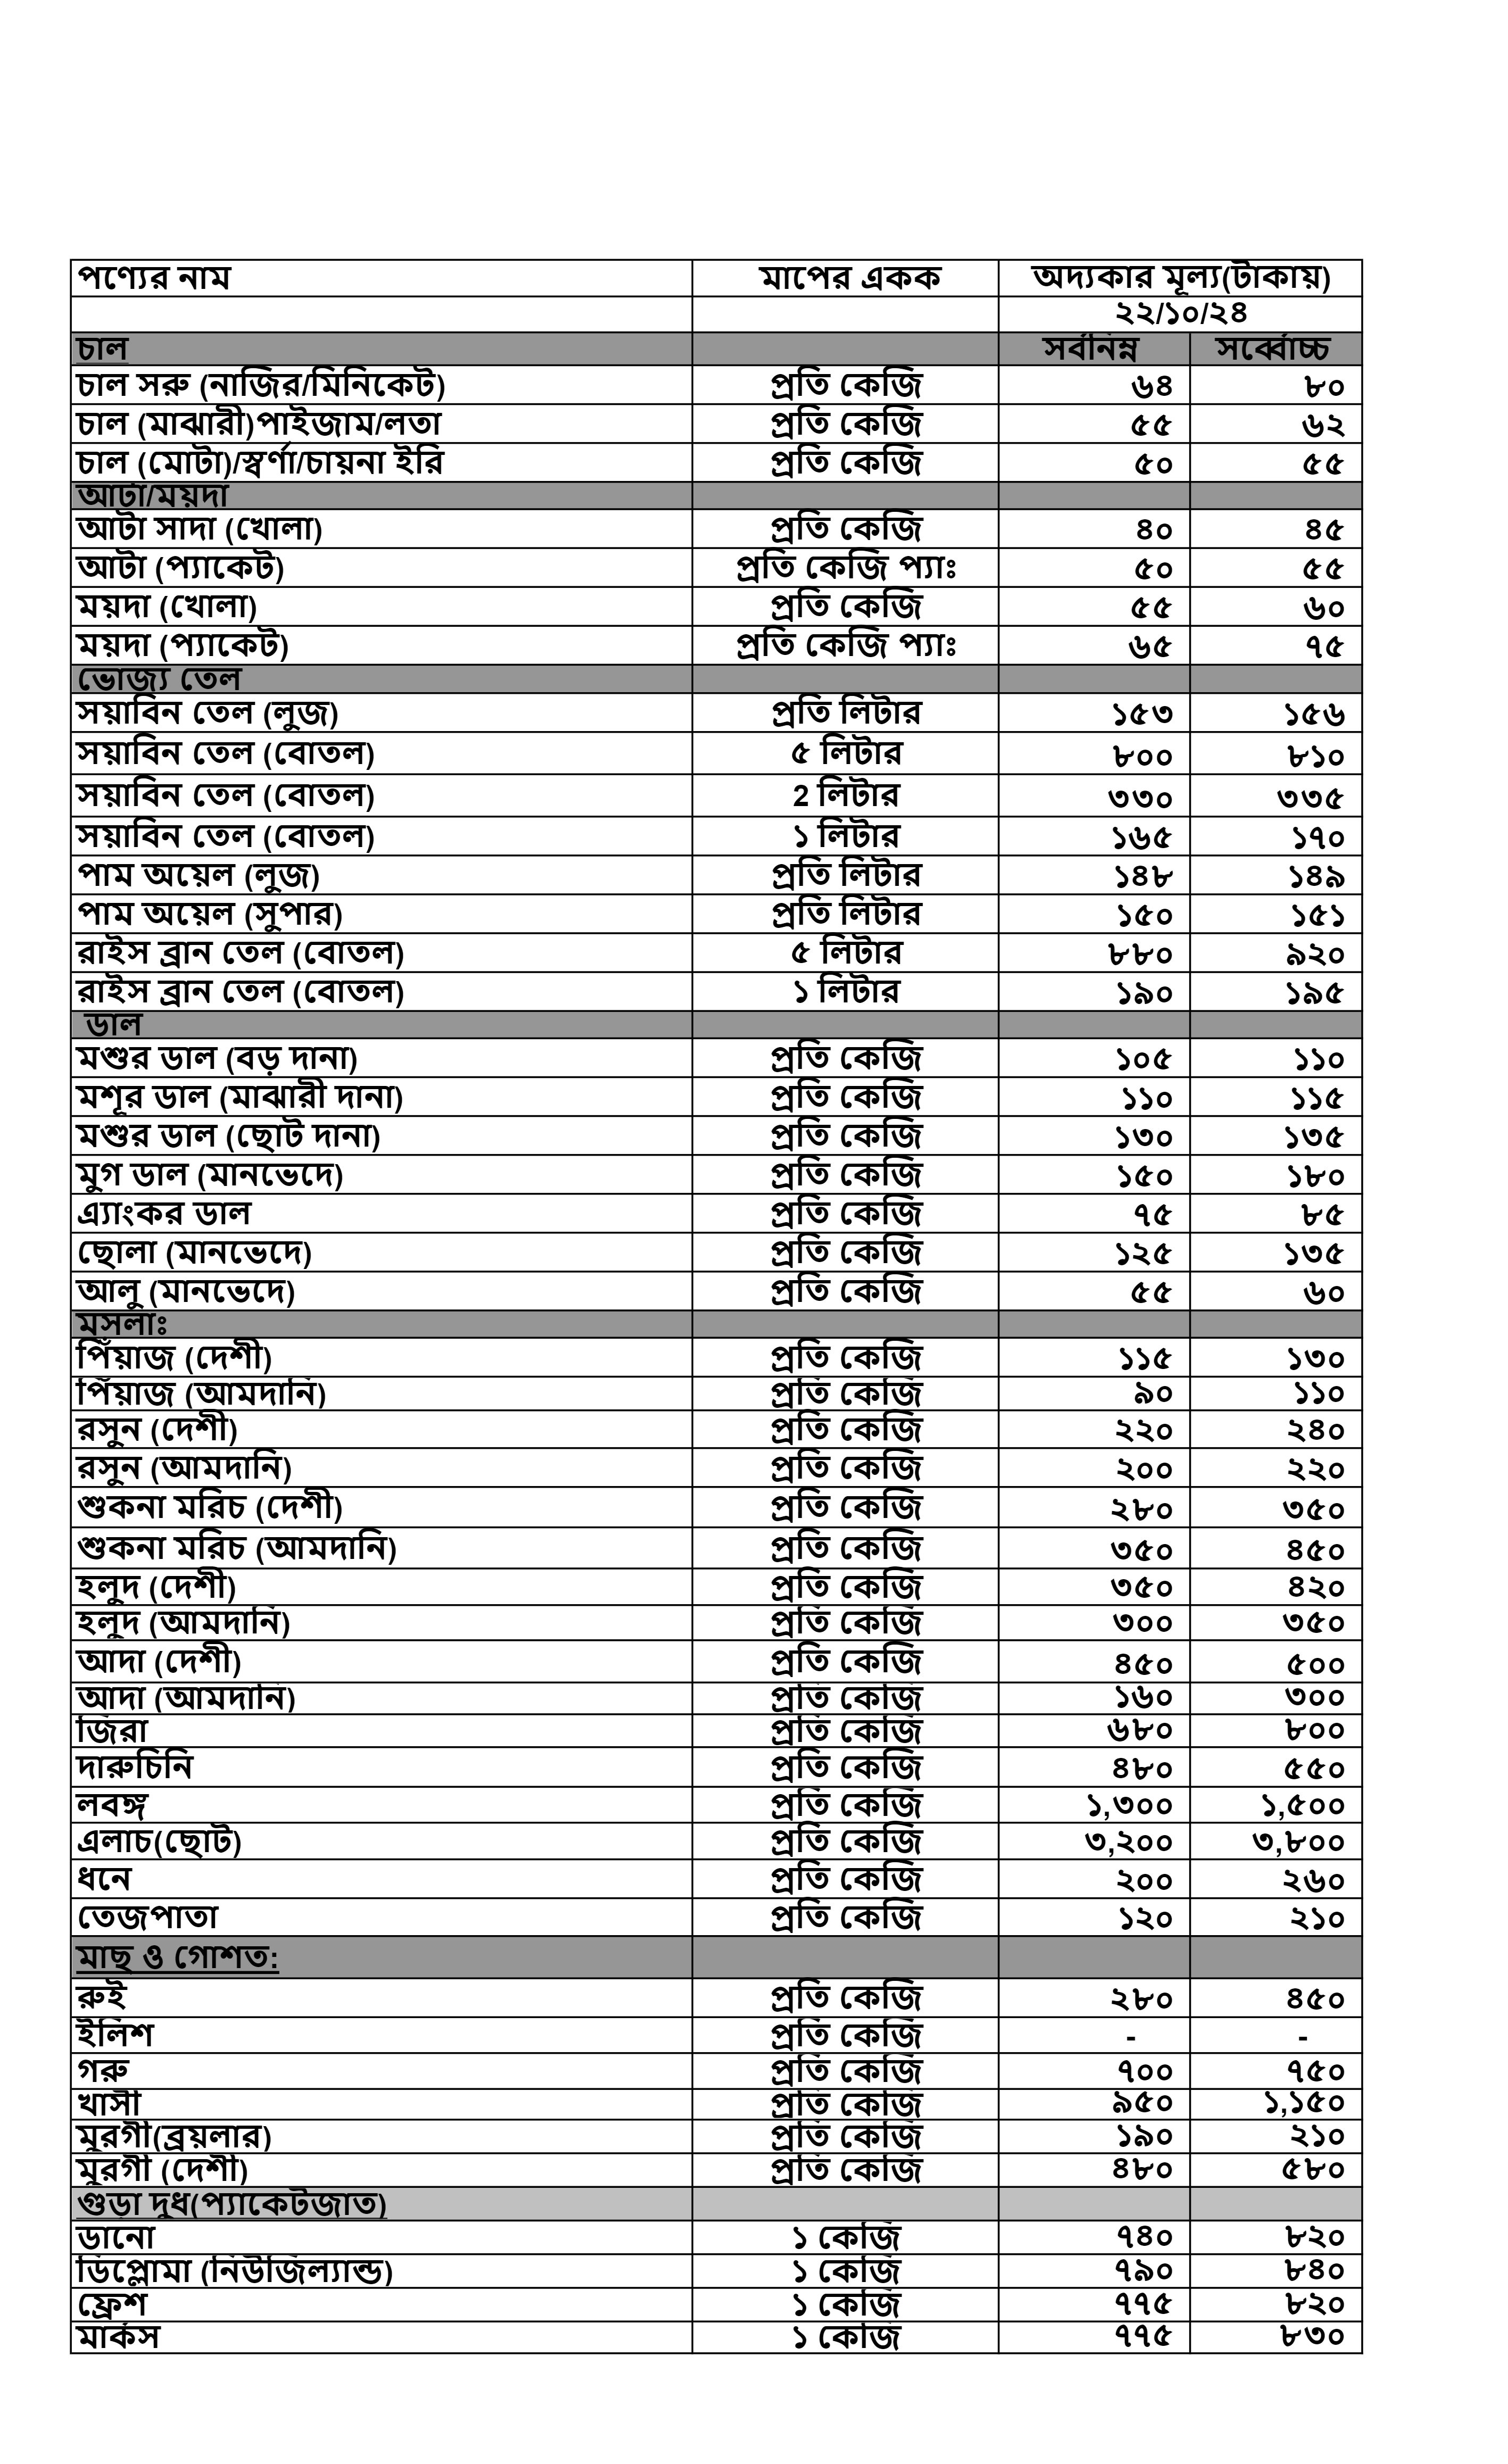 পণ্যের নাম মাপের একক অদ্যকার মূল্য(টাকায়)
২২/১০/২৪
চাল সর্বনিম্ন সর্ব্বোচ্চ
চাল সরু (নাজির/মিনিকেট) প্রতি কেজি ৬৪ ৮০
চাল (মাঝারী)পাইজাম/লতা প্রতি কেজি ৫৫ ৬২
চাল (মোটা)/স্বর্ণা/চায়না ইরি প্রতি কেজি ৫০ ৫৫
আটা/ময়দা
আটা সাদা (খোলা) প্রতি কেজি ৪০ ৪৫
আটা (প্যাকেট) প্রতি কেজি প্যাঃ ৫০ ৫৫
ময়দা (খোলা) প্রতি কেজি ৫৫ ৬০
ময়দা (প্যাকেট) প্রতি কেজি প্যাঃ ৬৫ ৭৫
ভোজ্য তেল
সয়াবিন তেল (লুজ) প্রতি লিটার ১৫৩ ১৫৬
সয়াবিন তেল (বোতল) ৫ লিটার ৮০০ ৮১০
সয়াবিন তেল (বোতল) 2 লিটার ৩৩০ ৩৩৫
সয়াবিন তেল (বোতল) ১ লিটার ১৬৫ ১৭০
পাম অয়েল (লুজ) প্রতি লিটার ১৪৮ ১৪৯
পাম অয়েল (সুপার) প্রতি লিটার ১৫০ ১৫১
রাইস ব্রান তেল (বোতল) ৫ লিটার ৮৮০ ৯২০
রাইস ব্রান তেল (বোতল) ১ লিটার ১৯০ ১৯৫
ডাল
মশুর ডাল (বড় দানা) প্রতি কেজি ১০৫ ১১০
মশূর ডাল (মাঝারী দানা) প্রতি কেজি ১১০ ১১৫
মশুর ডাল (ছোট দানা) প্রতি কেজি ১৩০ ১৩৫
মুগ ডাল (মানভেদে) প্রতি কেজি ১৫০ ১৮০
এ্যাংকর ডাল প্রতি কেজি ৭৫ ৮৫
ছোলা (মানভেদে) প্রতি কেজি ১২৫ ১৩৫
আলু (মানভেদে) প্রতি কেজি ৫৫ ৬০
মসলাঃ
পিঁয়াজ (দেশী) প্রতি কেজি ১১৫ ১৩০
পিঁয়াজ (আমদানি) প্রতি কেজি ৯০ ১১০
রসুন (দেশী) প্রতি কেজি ২২০ ২৪০
রসুন (আমদানি) প্রতি কেজি ২০০ ২২০
শুকনা মরিচ (দেশী) প্রতি কেজি ২৮০ ৩৫০
শুকনা মরিচ (আমদানি) প্রতি কেজি ৩৫০ ৪৫০
হলুদ (দেশী) প্রতি কেজি ৩৫০ ৪২০
হলুদ (আমদানি) প্রতি কেজি ৩০০ ৩৫০
আদা (দেশী) প্রতি কেজি ৪৫০ ৫০০
আদা (আমদানি) প্রতি কেজি ১৬০ ৩০০
জিরা প্রতি কেজি ৬৮০ ৮০০
দারুচিনি প্রতি কেজি ৪৮০ ৫৫০
লবঙ্গ প্রতি কেজি ১,৩০০ ১,৫০০
এলাচ(ছোট) প্রতি কেজি ৩,২০০ ৩,৮০০
ধনে প্রতি কেজি ২০০ ২৬০
তেজপাতা প্রতি কেজি ১২০ ২১০
মাছ ও গোশত:
রুই প্রতি কেজি ২৮০ ৪৫০
ইলিশ প্রতি কেজি - -
গরু প্রতি কেজি ৭০০ ৭৫০
খাসী প্রতি কেজি ৯৫০ ১,১৫০
মুরগী(ব্রয়লার) প্রতি কেজি ১৯০ ২১০
মুরগী (দেশী) প্রতি কেজি ৪৮০ ৫৮০
গুড়া দুধ(প্যাকেটজাত)
ডানো ১ কেজি ৭৪০ ৮২০
ডিপ্লোমা (নিউজিল্যান্ড) ১ কেজি ৭৯০ ৮৪০
ফ্রেশ ১ কেজি ৭৭৫ ৮২০
মার্কস ১ কেজি ৭৭৫ ৮৩০